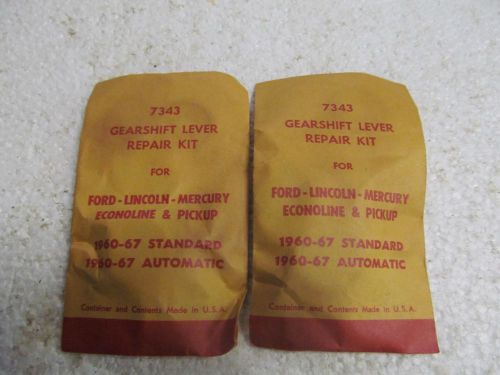 7343
GEARSHIFT LEVER
REPAIR KIT
FOR
FORD-LINCOLN-MERCURY
ECONOLINE & PICKUP
1960-67 STANDARD
1960-67 AUTOMATIC
Container and Contents Made in U.S.A.
7343
GEARSHIFT LEVER
REPAIR KIT
FOR
FORD-LINCOLN-MERCURY
ECONOLINE & PICKUP
1960-67 STANDARD
1960-67 AUTOMATIC
Container and Contents Made in U.S.A.